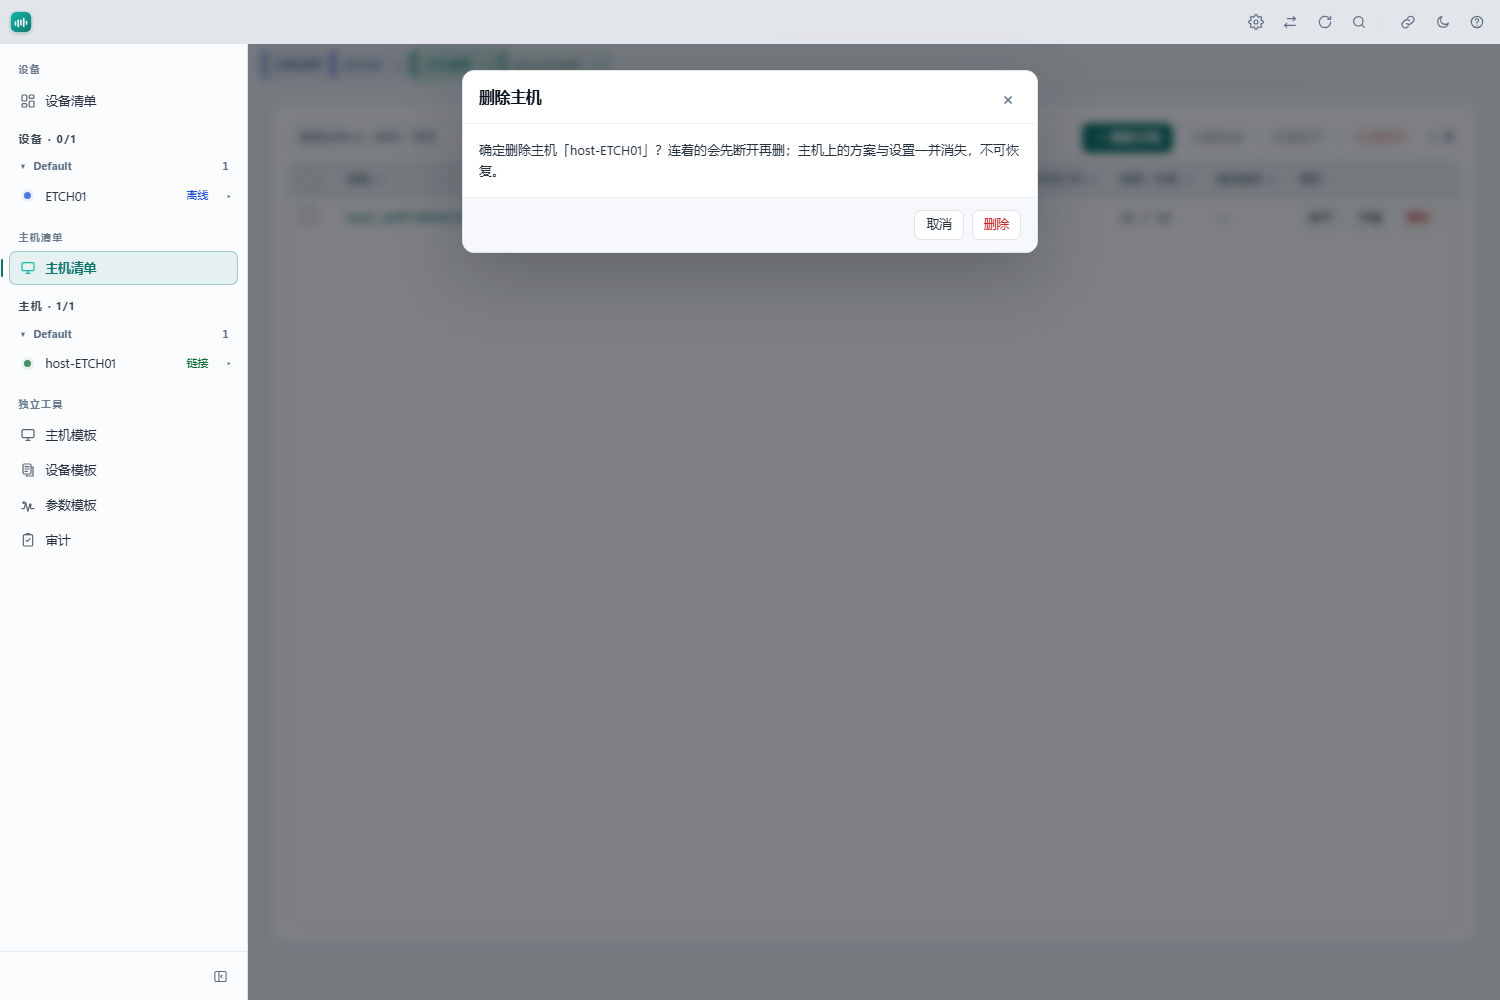 设备
设备清单
设备 · 0/1
Default 1
ETCH01 离线
主机清单
主机清单
主机 · 1/1
Default 1
host-ETCH01 链接
独立工具
主机模板
设备模板
参数模板
审计
删除主机
确定删除主机「host-ETCH01」？连着的会先断开再删；主机上的方案与设置一并消失，不可恢
复。
取消 删除